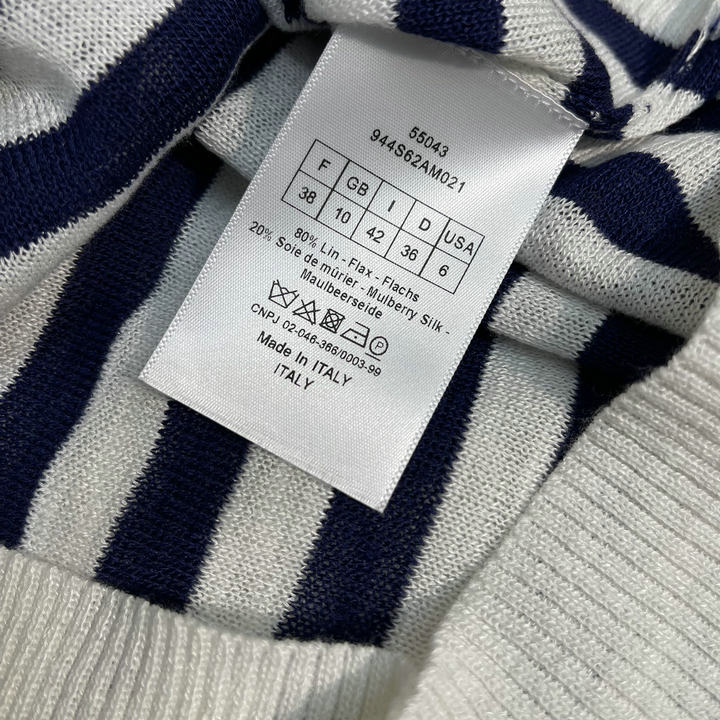 55043
944S62AM021
F GB I D USA
38 10 42 36 6
80% Lin - Flax - Flachs
20% Soie de mûrier - Mulberry Silk -
Maulbeerseide
P
CNPJ 02-046-366/0003-99
Made In ITALY
ITALY